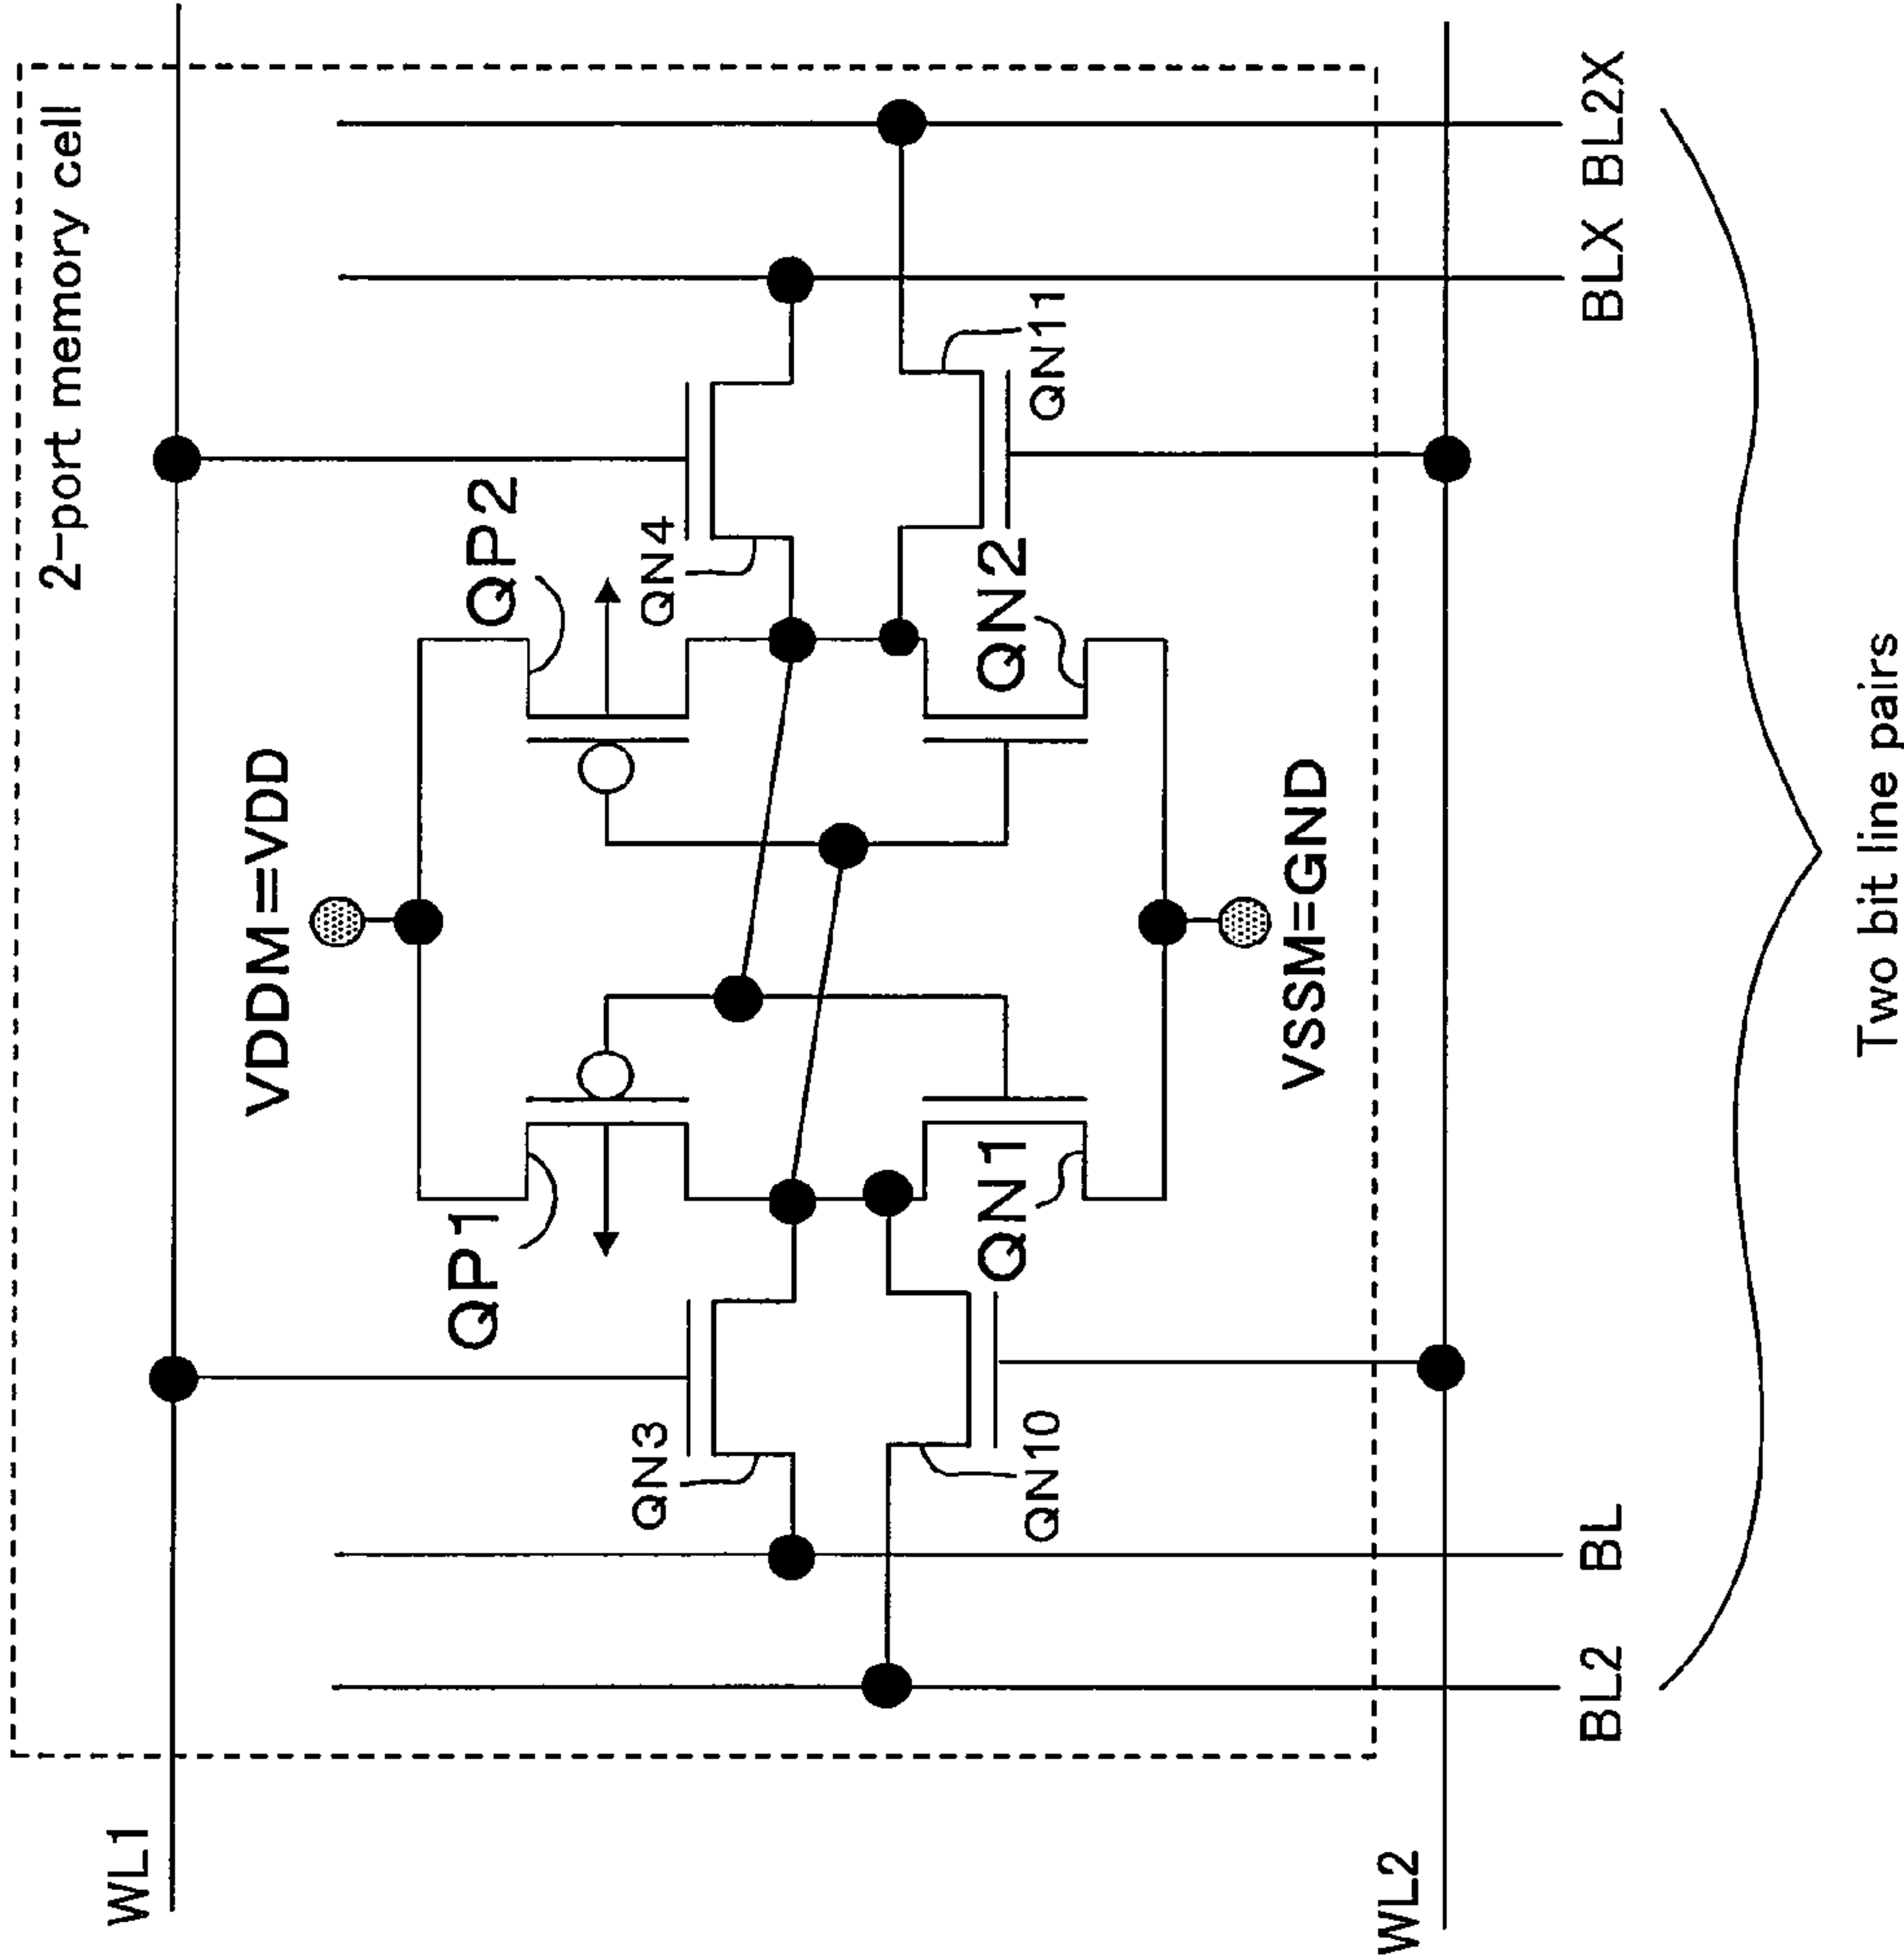 2-port memory cell
WL1
VDDM=VDD
QP1
QP2
QN3
QN4
QN1
QN2
QN10
QN11
VSSM=GND
WL2
BL2
BL
BLX
BL2X
Two bit line pairs